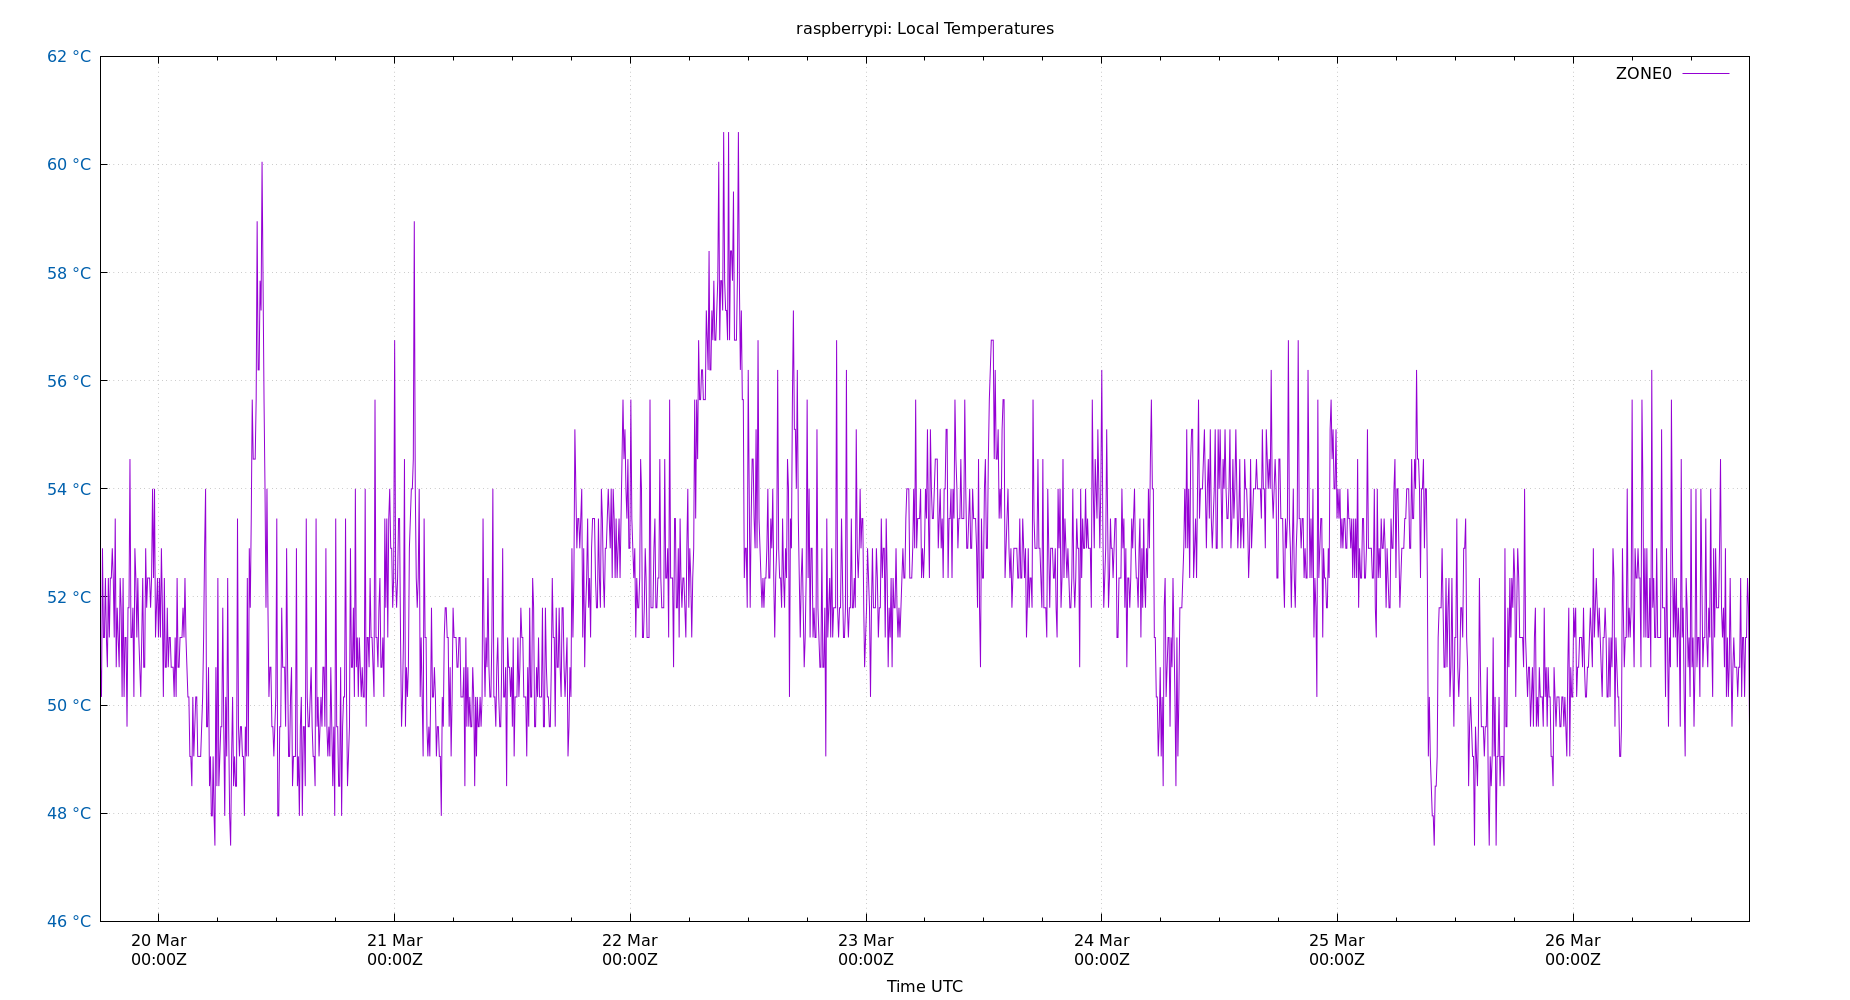 raspberrypi: Local Temperatures
62 °C
ZONE0
60 °C
58 °C
56 °C
54 °C
52 °C
50 °C
48 °C
46 °C
20 Mar 21 Mar 22 Mar 23 Mar 24 Mar 25 Mar 26 Mar
00:00Z 00:00Z 00:00Z 00:00Z 00:00Z 00:00Z 00:00Z
Time UTC